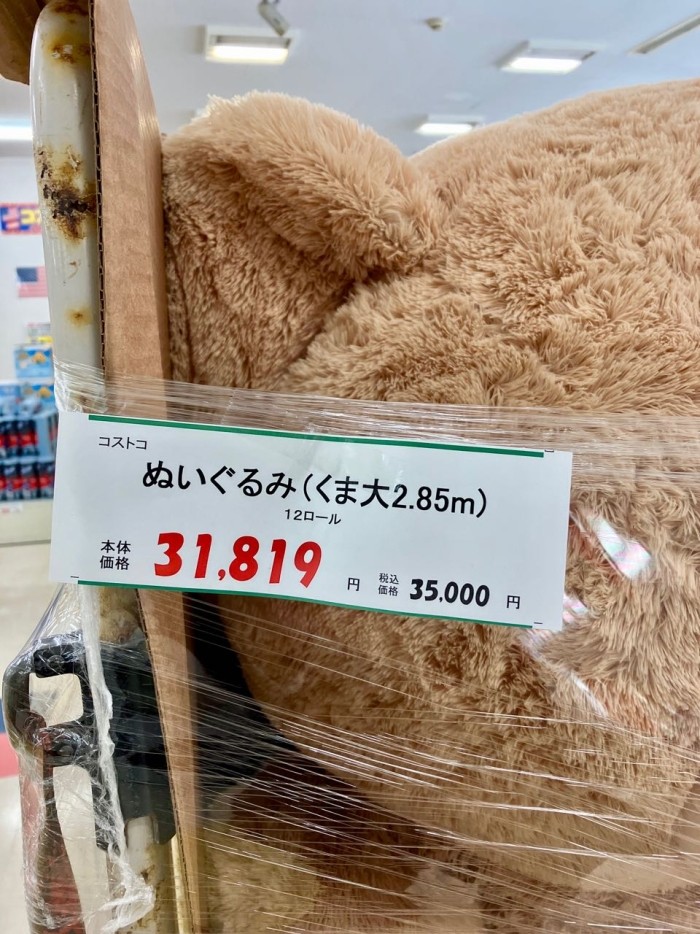 コストコ
ぬいぐるみ(くま大2.85m)
12ロール
本体
価格
31,819
円
税込
価格
35,000
円